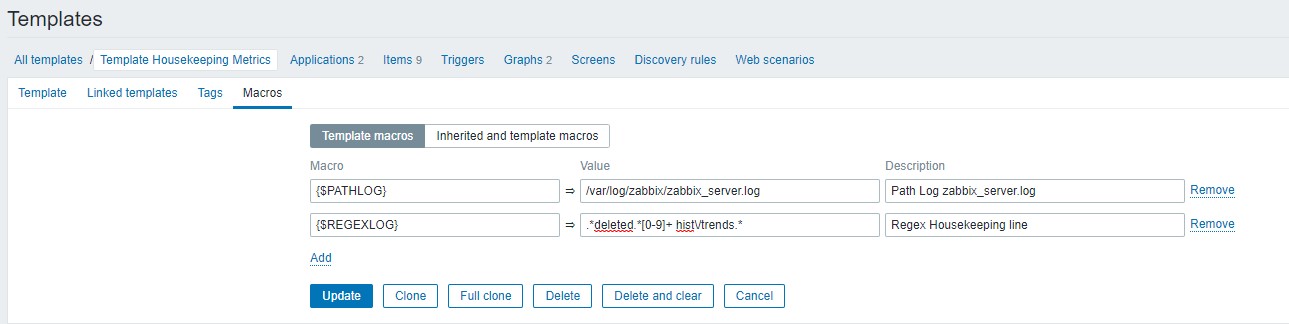 Templates
All templates / Template Housekeeping Metrics Applications 2 Items 9 Triggers Graphs 2 Screens Discovery rules Web scenarios
Template Linked templates Tags Macros
Template macros Inherited and template macros
Macro Value Description
{$PATHLOG} ⇒ /var/log/zabbix/zabbix_server.log Path Log zabbix_server.log Remove
{$REGEXLOG} ⇒ .*deleted.*[0-9]+ hist\/trends.* Regex Housekeeping line Remove
Add
Update Clone Full clone Delete Delete and clear Cancel